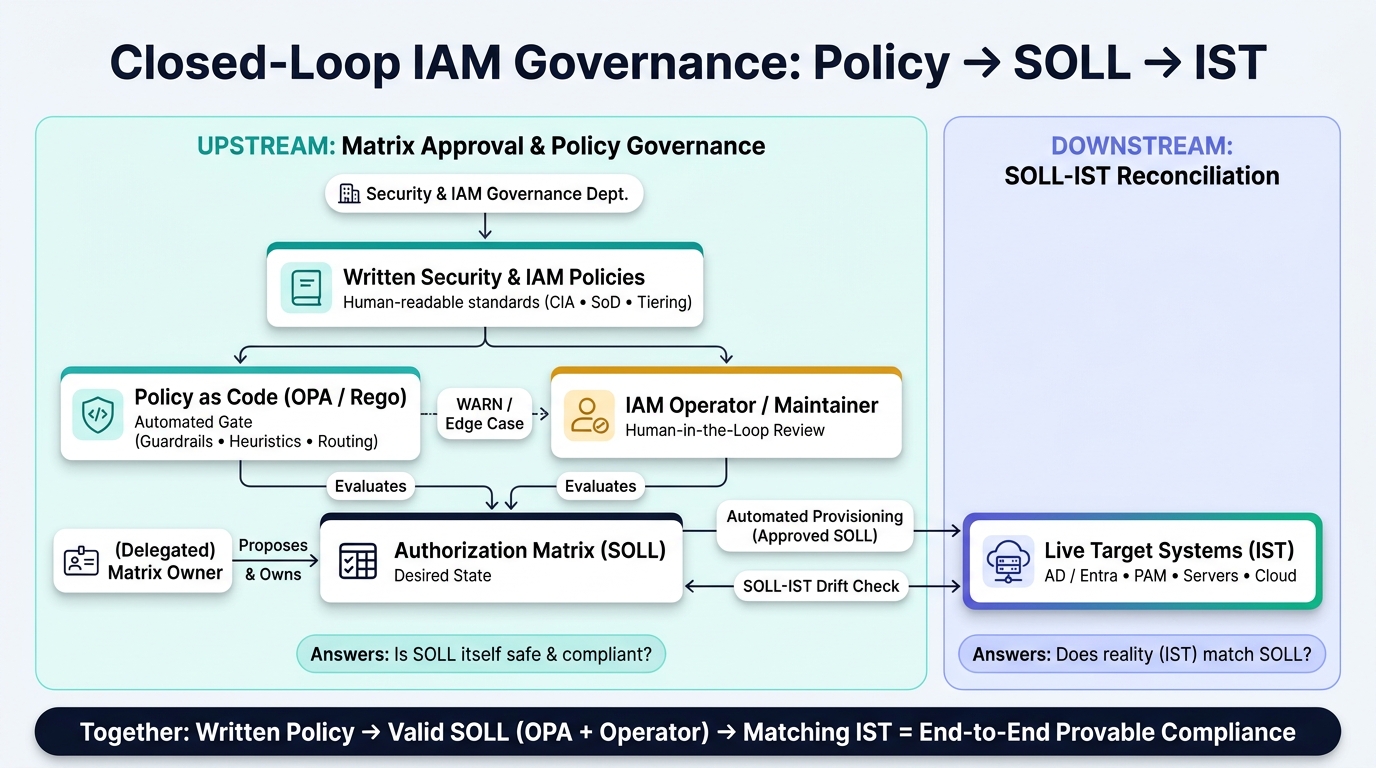 Closed-Loop IAM Governance: Policy → SOLL → IST
UPSTREAM: Matrix Approval & Policy Governance
Security & IAM Governance Dept.
Written Security & IAM Policies
Human-readable standards (CIA • SoD • Tiering)
Policy as Code (OPA / Rego)
Automated Gate
(Guardrails • Heuristics • Routing)
WARN /
Edge Case
IAM Operator / Maintainer
Human-in-the-Loop Review
Evaluates
Evaluates
(Delegated)
Matrix Owner
Proposes
& Owns
Authorization Matrix (SOLL)
Desired State
Automated Provisioning
(Approved SOLL)
SOLL-IST Drift Check
Answers: Is SOLL itself safe & compliant?
DOWNSTREAM:
SOLL-IST Reconciliation
Live Target Systems (IST)
AD / Entra • PAM • Servers • Cloud
Answers: Does reality (IST) match SOLL?
Together: Written Policy → Valid SOLL (OPA + Operator) → Matching IST = End-to-End Provable Compliance